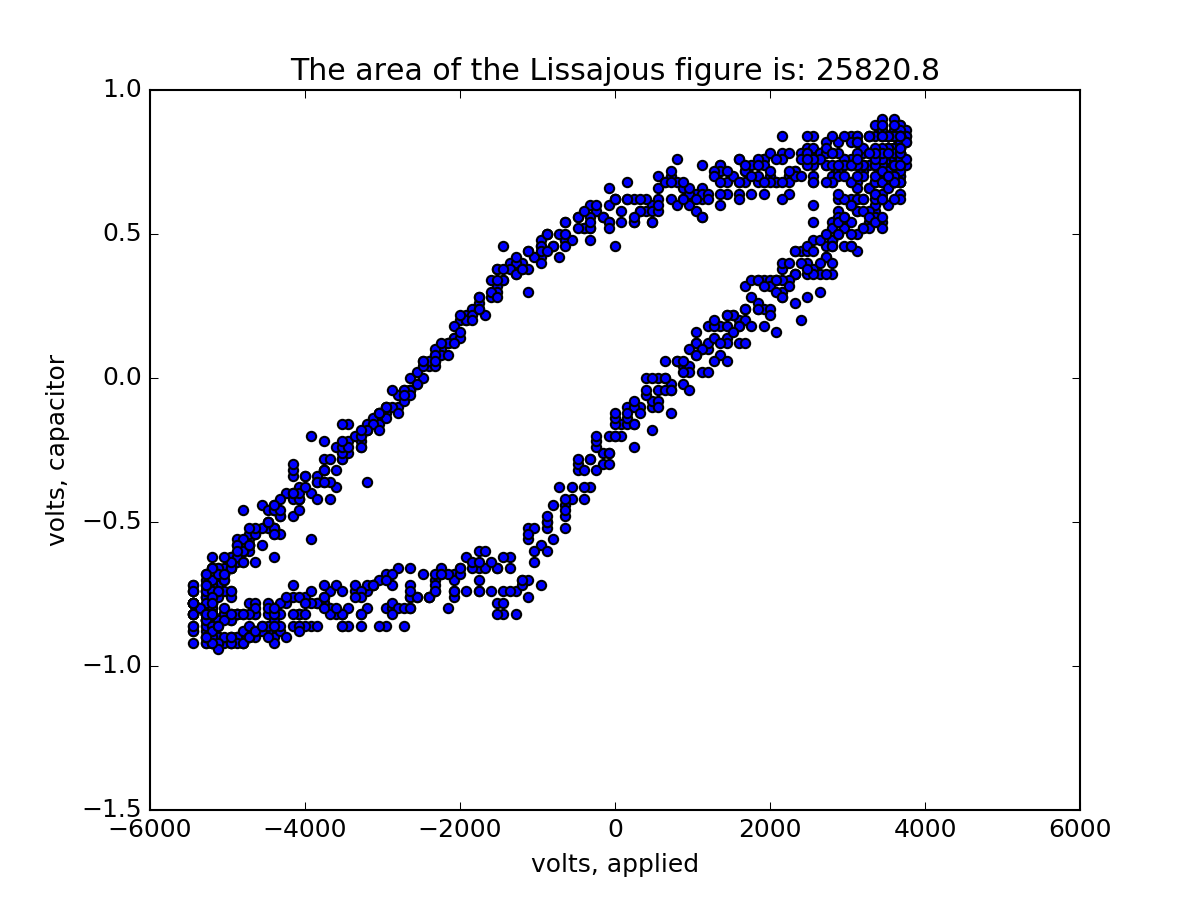 The area of the Lissajous figure is: 25820.8
1.0
0.5
0.0
−0.5
−1.0
−1.5
volts, capacitor
−6000 −4000 −2000 0 2000 4000 6000
volts, applied